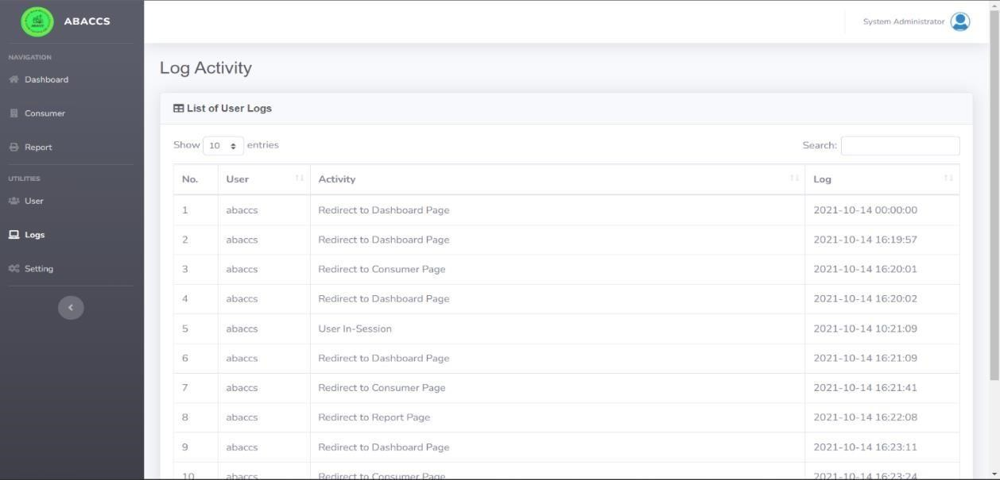 ABACCS
System Administrator
NAVIGATION
Dashboard
Consumer
Report
UTILITIES
User
Logs
Setting
Log Activity
List of User Logs
Show 10 entries
Search:
No. User Activity Log
1 abaccs Redirect to Dashboard Page 2021-10-14 00:00:00
2 abaccs Redirect to Dashboard Page 2021-10-14 16:19:57
3 abaccs Redirect to Consumer Page 2021-10-14 16:20:01
4 abaccs Redirect to Dashboard Page 2021-10-14 16:20:02
5 abaccs User In-Session 2021-10-14 10:21:09
6 abaccs Redirect to Dashboard Page 2021-10-14 16:21:09
7 abaccs Redirect to Consumer Page 2021-10-14 16:21:41
8 abaccs Redirect to Report Page 2021-10-14 16:22:08
9 abaccs Redirect to Dashboard Page 2021-10-14 16:23:11
10 abaccs Redirect to Consumer Page 2021-10-14 16:23:24